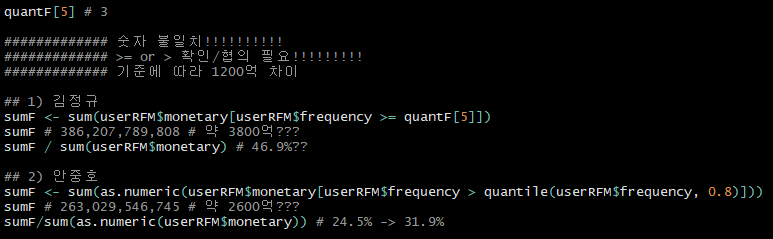 quantF[5] # 3
############# 숫자 불일치!!!!!!!!!!
############# >= or > 확인/협의 필요!!!!!!!!!
############# 기준에 따라 1200억 차이
## 1) 김정규
sumF <- sum(userRFM$monetary[userRFM$frequency >= quantF[5]])
sumF # 386,207,789,808 # 약 3800억???
sumF / sum(userRFM$monetary) # 46.9%??
## 2) 안중호
sumF <- sum(as.numeric(userRFM$monetary[userRFM$frequency > quantile(userRFM$frequency, 0.8)]))
sumF # 263,029,546,745 # 약 2600억???
sumF/sum(as.numeric(userRFM$monetary)) # 24.5% -> 31.9%